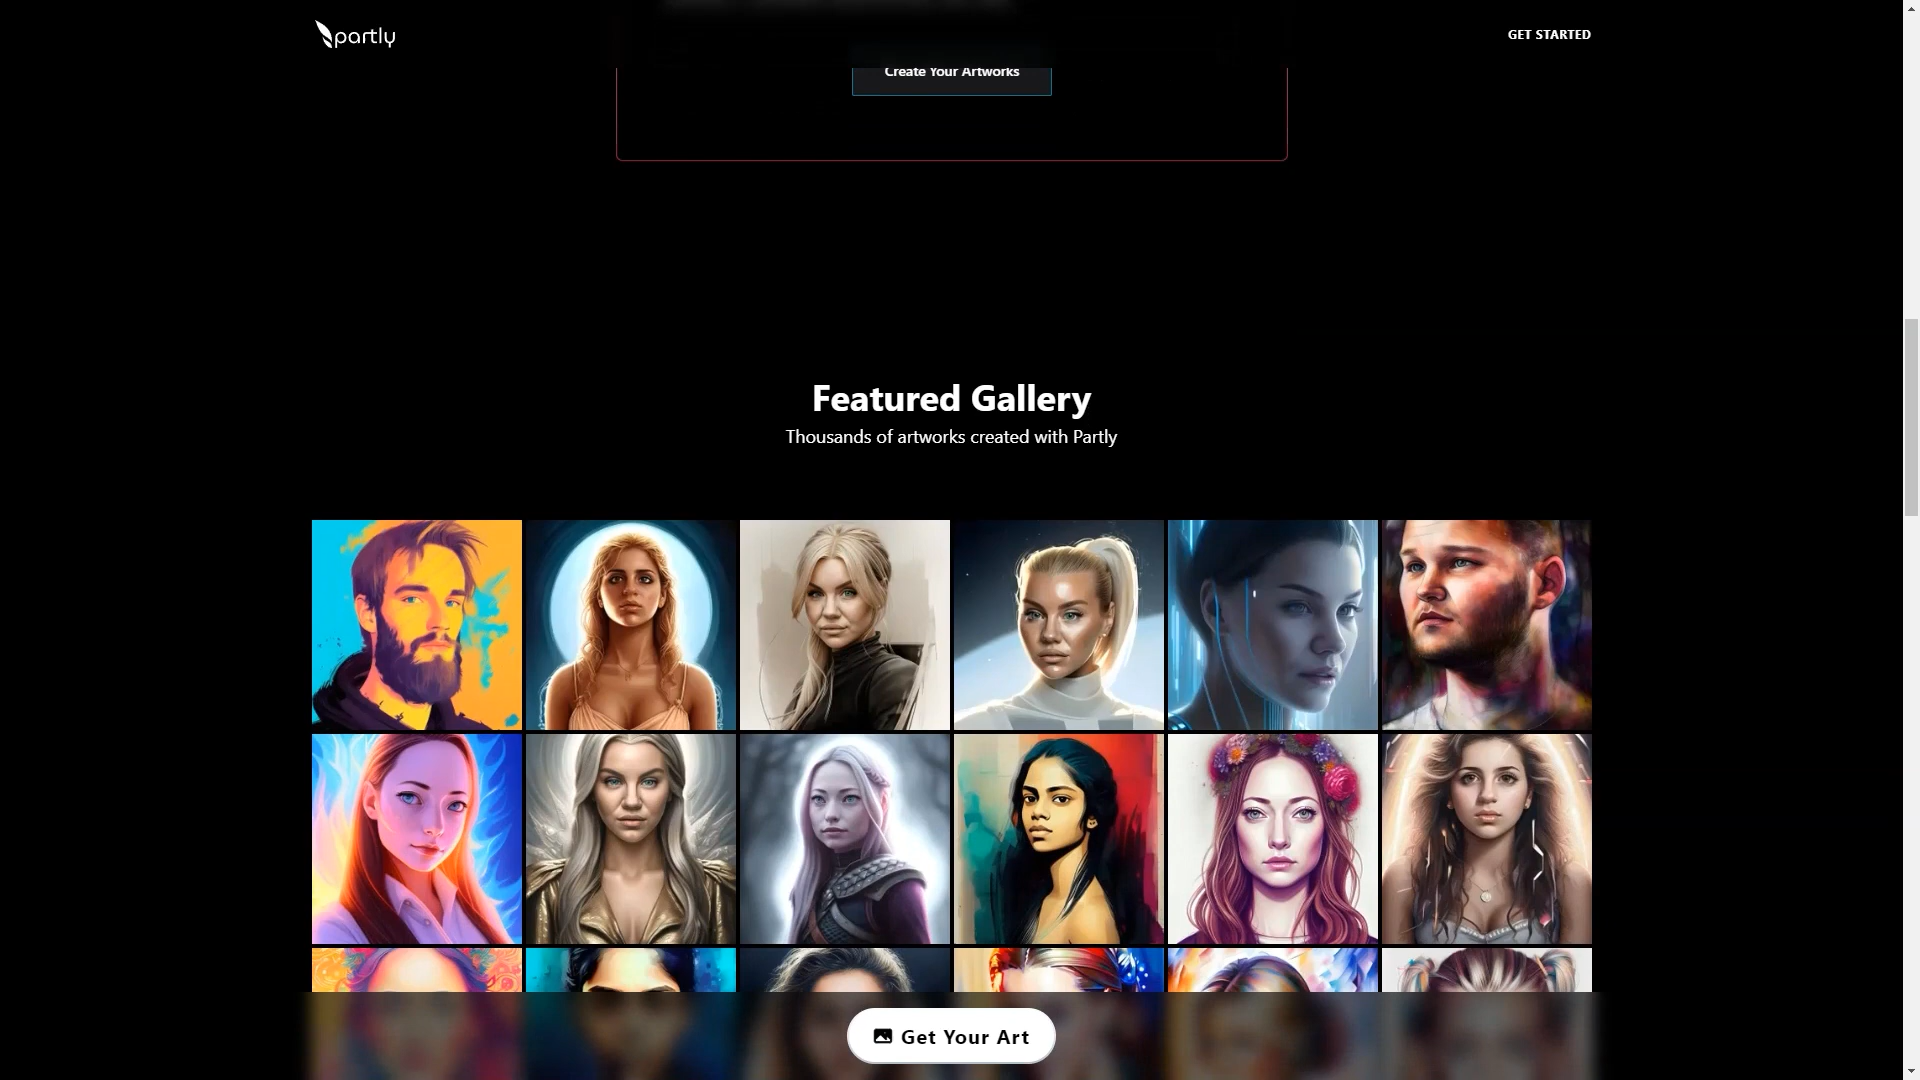 partly
GET STARTED
Create Your Artworks
Featured Gallery
Thousands of artworks created with Partly
Get Your Art